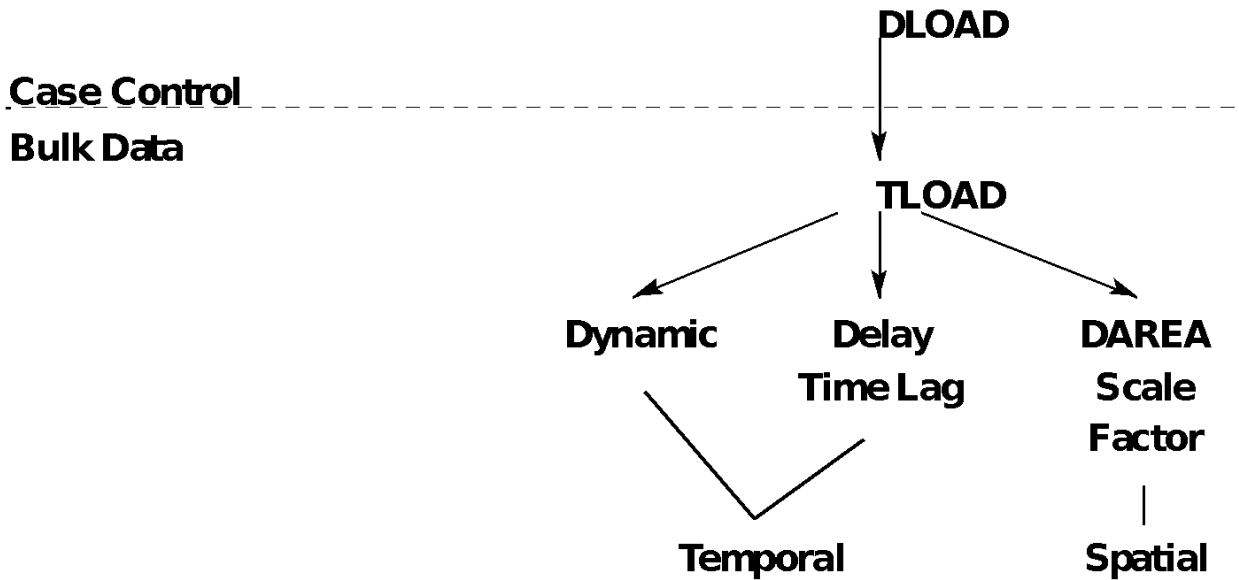 DLOAD
Case Control
Bulk Data
TLOAD
Dynamic
Delay
Time Lag
DAREA
Scale
Factor
Temporal
Spatial